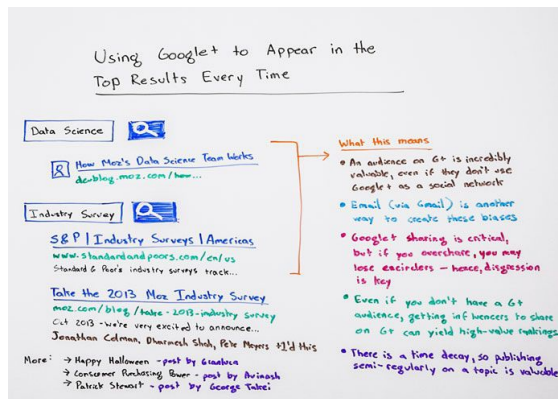 Using Google+ to Appear in the
Top Results Every Time
Data Science
How Moz's Data Science Team Works
devblog.moz.com/how...
Industry Survey
S&P | Industry Surveys | Americas
www.standardandpoors.com/en/us
Standard & Poor's industry surveys track...
Take the 2013 Moz Industry Survey
moz.com/blog/take-2013-industry
Oct 2013 - we're very excited to announce...
Jonathan Colman, Dharmesh Shah, Pete Meyers +1'd this
More: → Happy Halloween - post by Gianluca
→ Consumer Purchasing Power - post by Avinash
→ Patrick Stewart - post by George Takei
What this means
• An audience on G+ is incredibly
valuable, even if they don't use
Google+ as a social network
• Email (via Gmail) is another
way to create these biases
• Google+ sharing is critical,
but if you overshare, you may
lose encirclers - hence, disgression
is key
• Even if you don't have a G+
audience, getting influencers to share
on G+ can yield high-value rankings
• There is a time decay, so publishing
semi-regularly on a topic is valuable